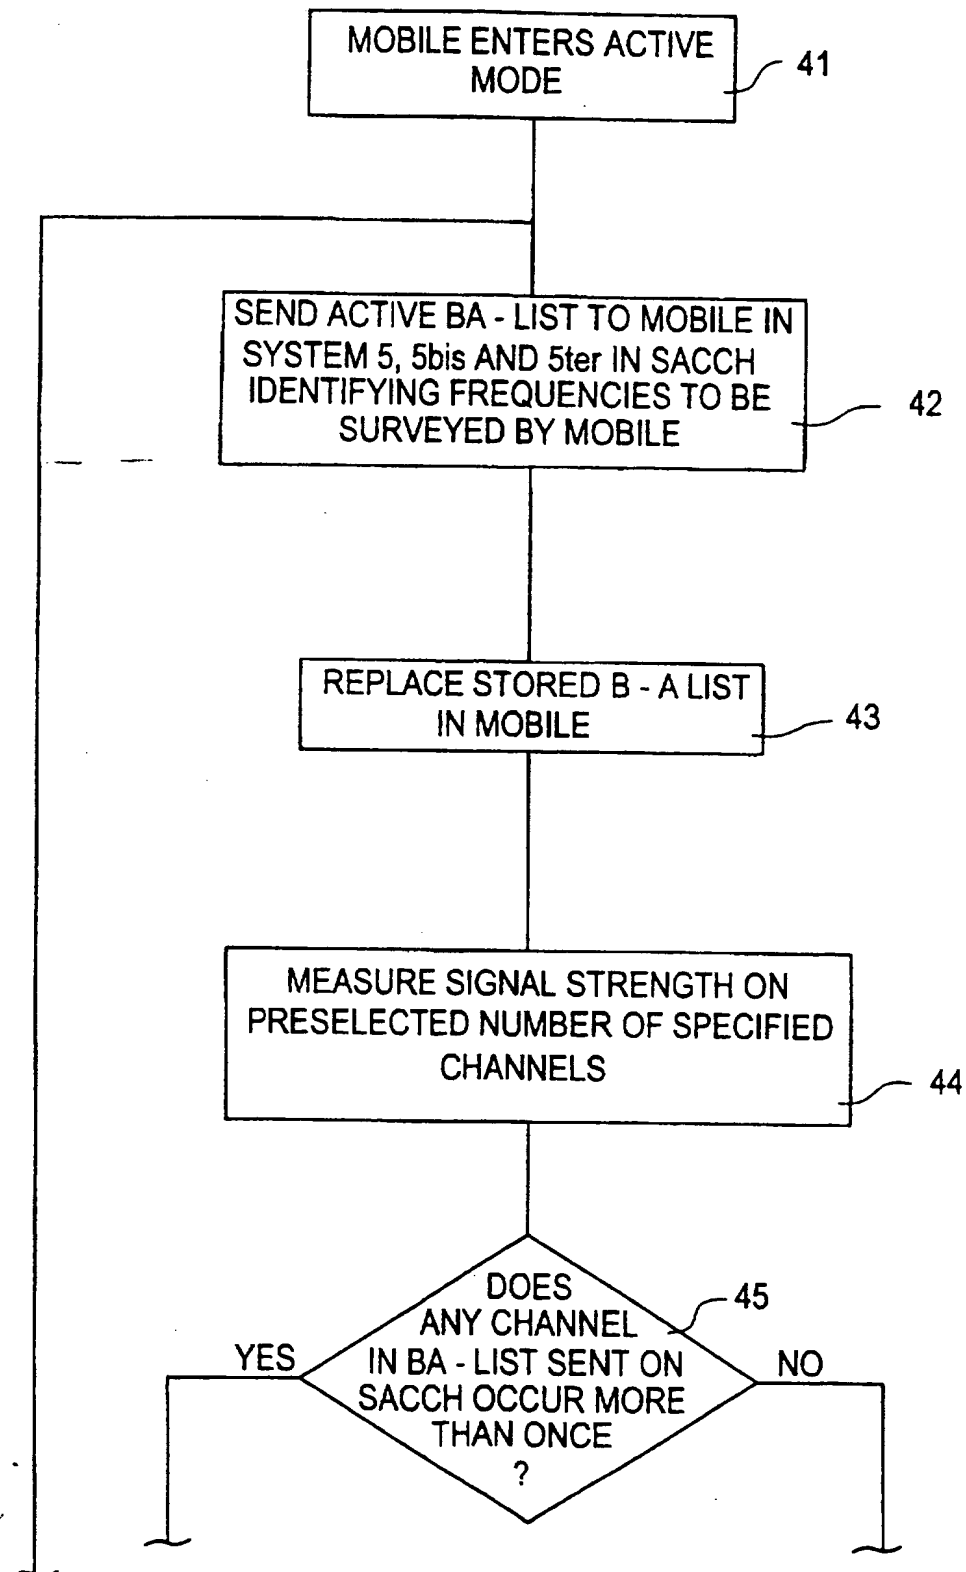 MOBILE ENTERS ACTIVE
MODE
41
SEND ACTIVE BA - LIST TO MOBILE IN
SYSTEM 5, 5bis AND 5ter IN SACCH
IDENTIFYING FREQUENCIES TO BE
SURVEYED BY MOBILE
42
REPLACE STORED B - A LIST
IN MOBILE
43
MEASURE SIGNAL STRENGTH ON
PRESELECTED NUMBER OF SPECIFIED
CHANNELS
44
DOES
ANY CHANNEL
IN BA - LIST SENT ON
SACCH OCCUR MORE
THAN ONCE
?
45
YES
NO